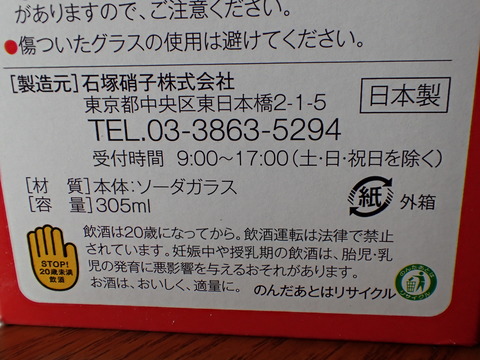 がありますので、ご注意ください。
●傷ついたグラスの使用は避けてください。
[製造元]石塚硝子株式会社
東京都中央区東日本橋2-1-5
日本製
TEL.03-3863-5294
受付時間 9:00〜17:00(土・日・祝日を除く)
[材 質]本体:ソーダガラス
[容 量]305ml
紙 外箱
STOP!
20歳未満
飲酒
飲酒は20歳になってから。飲酒運転は法律で禁止
されています。妊娠中や授乳期の飲酒は、胎児・乳
児の発育に悪影響を与えるおそれがあります。
お酒は、おいしく、適量に。
のんだあとはリサイクル